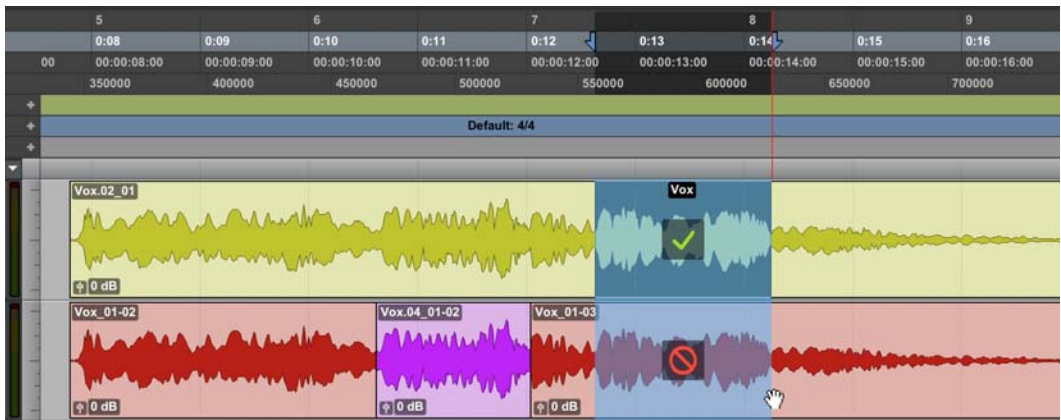 5 6 7 8 9
0:08 0:09 0:10 0:11 0:12 0:13 0:14 0:15 0:16
00 00:00:08:00 00:00:09:00 00:00:10:00 00:00:11:00 00:00:12:00 00:00:13:00 00:00:14:00 00:00:15:00 00:00:16:00
350000 400000 450000 500000 550000 600000 650000 700000
Default: 4/4
Vox.02_01 Vox
0 dB
Vox_01-02 Vox.04_01-02 Vox_01-03
0 dB 0 dB 0 dB